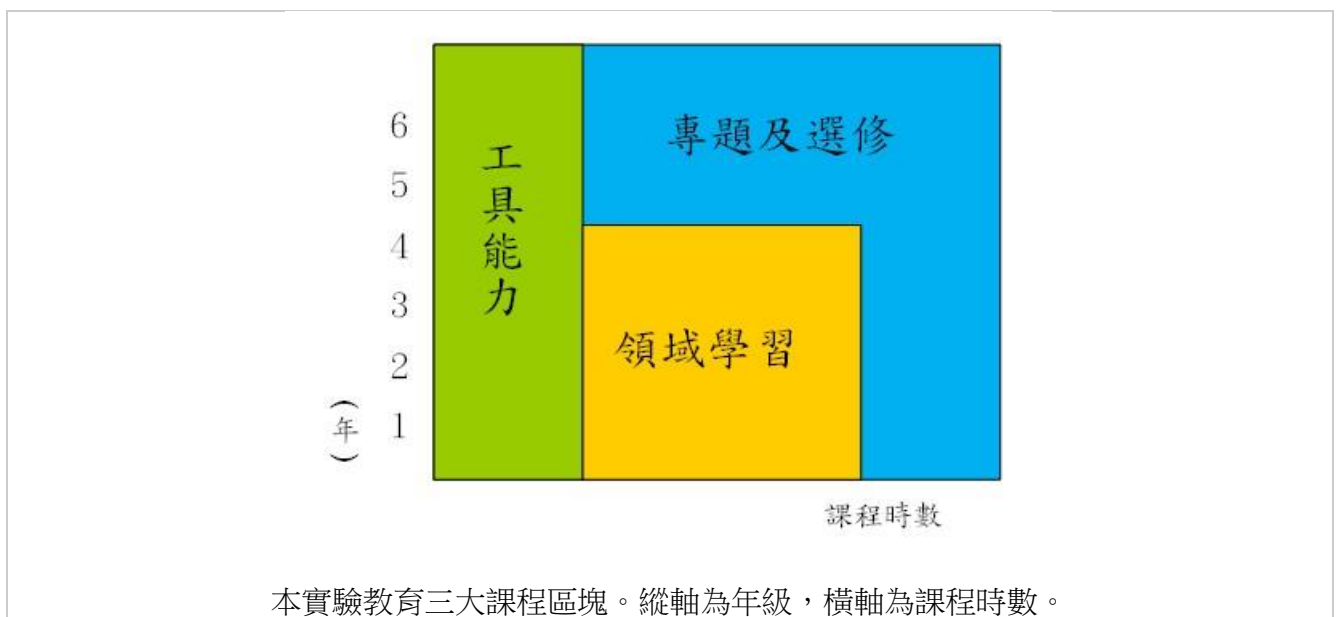 專題及選修
工具能力
領域學習
6
5
4
3
2
1
(年)
課程時數
本實驗教育三大課程區塊。縱軸為年級，橫軸為課程時數。